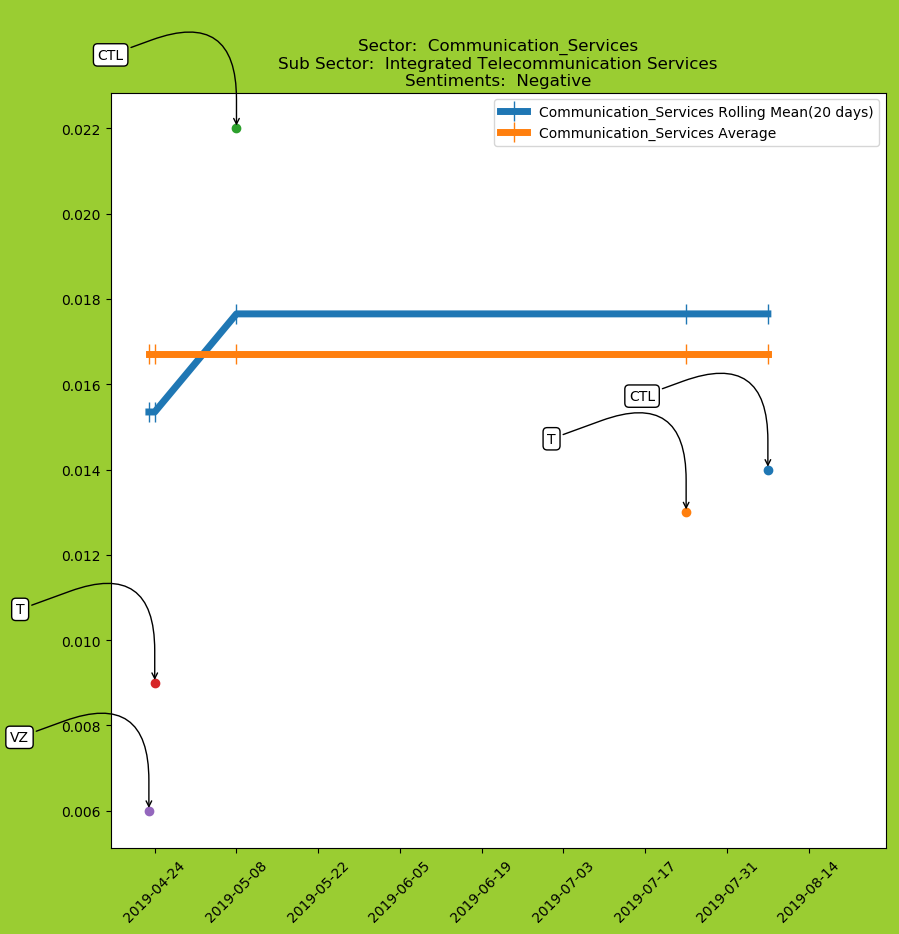 CTL
Sector:  Communication_Services
Sub Sector:  Integrated Telecommunication Services
Sentiments:  Negative
Communication_Services Rolling Mean(20 days)
Communication_Services Average
0.022
0.020
0.018
0.016
0.014
0.012
0.010
0.008
0.006
CTL
T
T
VZ
2019-04-24
2019-05-08
2019-05-22
2019-06-05
2019-06-19
2019-07-03
2019-07-17
2019-07-31
2019-08-14